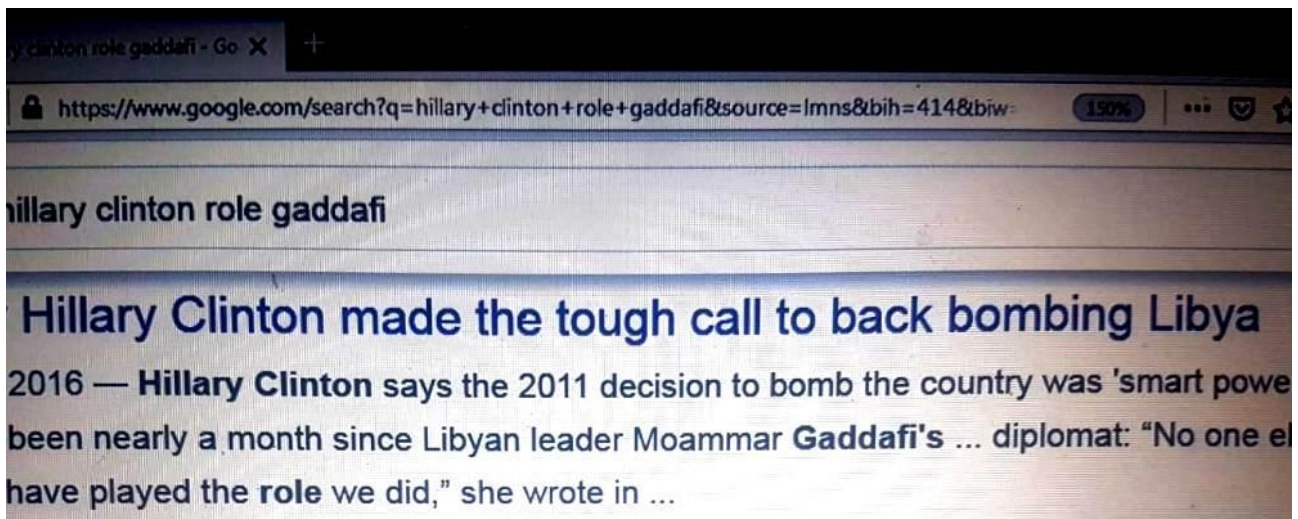 y clinton role gaddafi - Go
https://www.google.com/search?q=hillary+clinton+role+gaddafi&source=lmns&bih=414&biw= 150%
hillary clinton role gaddafi
Hillary Clinton made the tough call to back bombing Libya
2016 — Hillary Clinton says the 2011 decision to bomb the country was 'smart powe
been nearly a month since Libyan leader Moammar Gaddafi's ... diplomat: “No one el
have played the role we did,” she wrote in ...